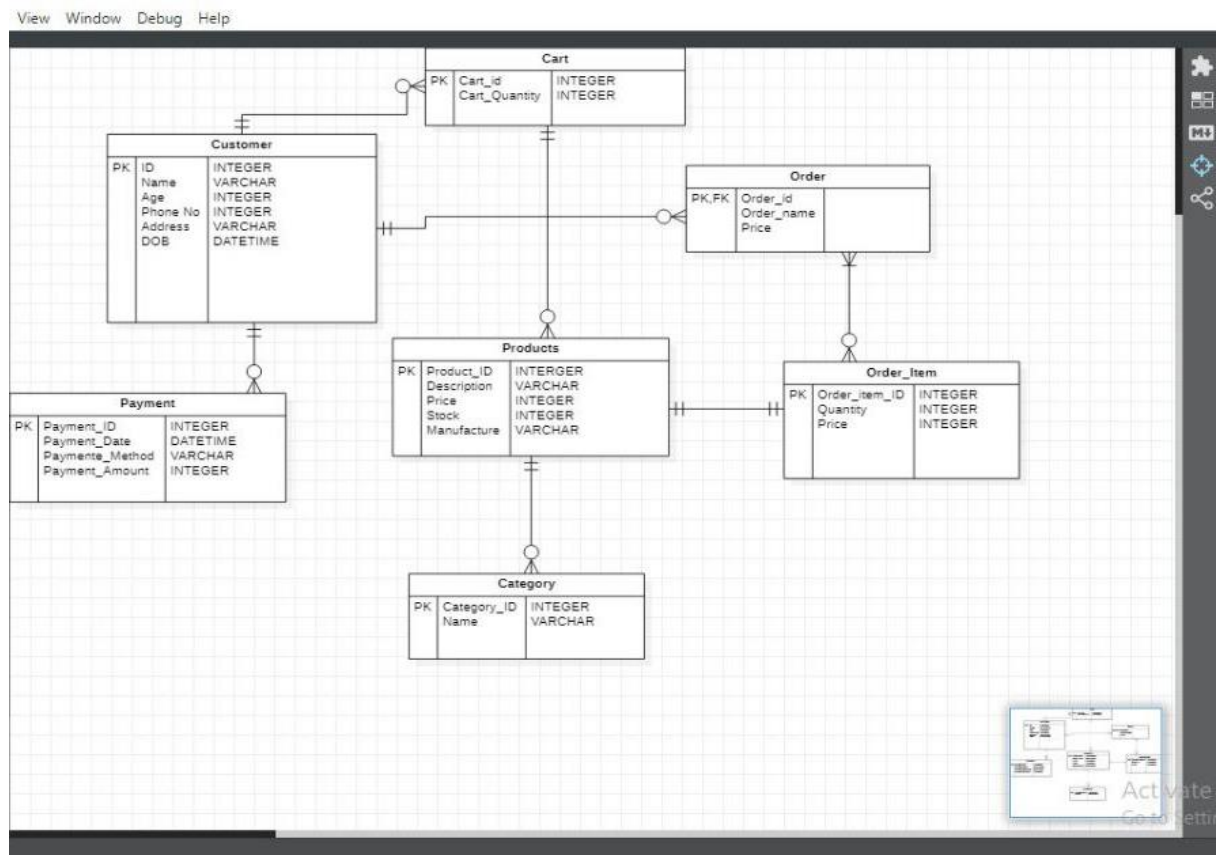 View Window Debug Help
Cart
PK Cart_id INTEGER
Cart_Quantity INTEGER
Customer
PK ID INTEGER
Name VARCHAR
Age INTEGER
Phone No INTEGER
Address VARCHAR
DOB DATETIME
Order
PK,FK Order_id
Order_name
Price
Products
PK Product_ID INTERGER
Description VARCHAR
Price INTEGER
Stock INTEGER
Manufacture VARCHAR
Order_Item
PK Order_item_ID INTEGER
Quantity INTEGER
Price INTEGER
Payment
PK Payment_ID INTEGER
Payment_Date DATETIME
Paymente_Method VARCHAR
Payment_Amount INTEGER
Category
PK Category_ID INTEGER
Name VARCHAR
M
Activate
Go to Settin